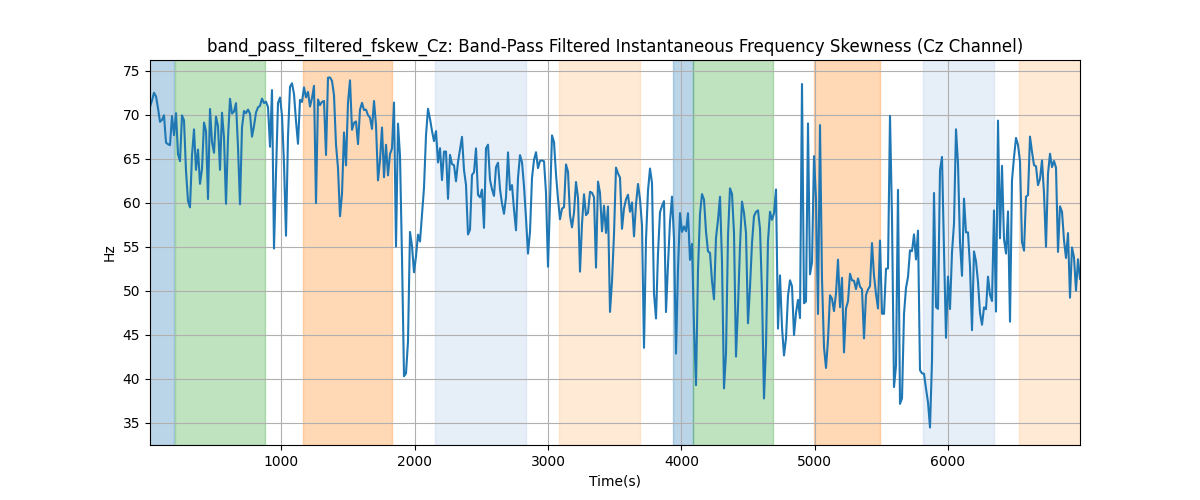 band_pass_filtered_fskew_Cz: Band-Pass Filtered Instantaneous Frequency Skewness (Cz Channel)
75
70
65
60
55
50
45
40
35
Hz
1000 2000 3000 4000 5000 6000
Time(s)